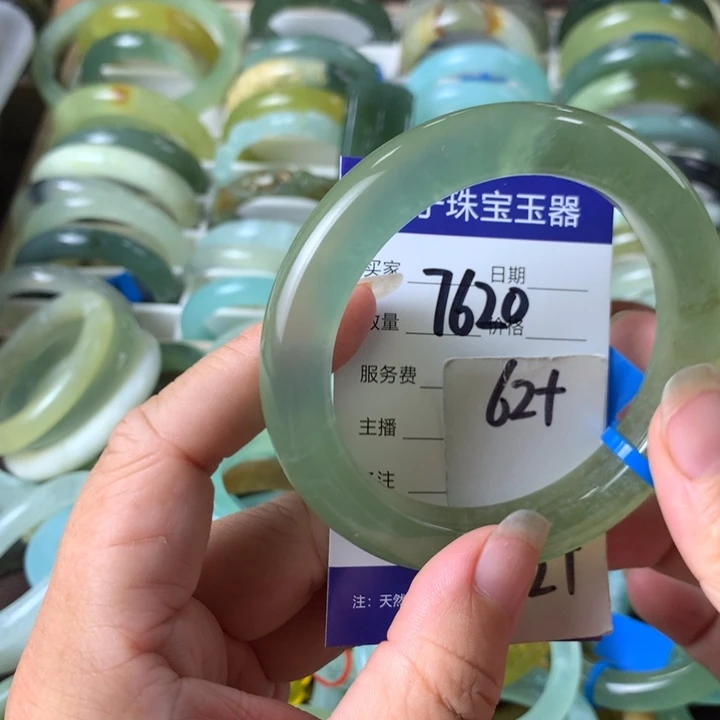 珠宝玉器
买家 日期
7620
数量 价格
62+
服务费
主播
注
注：天然